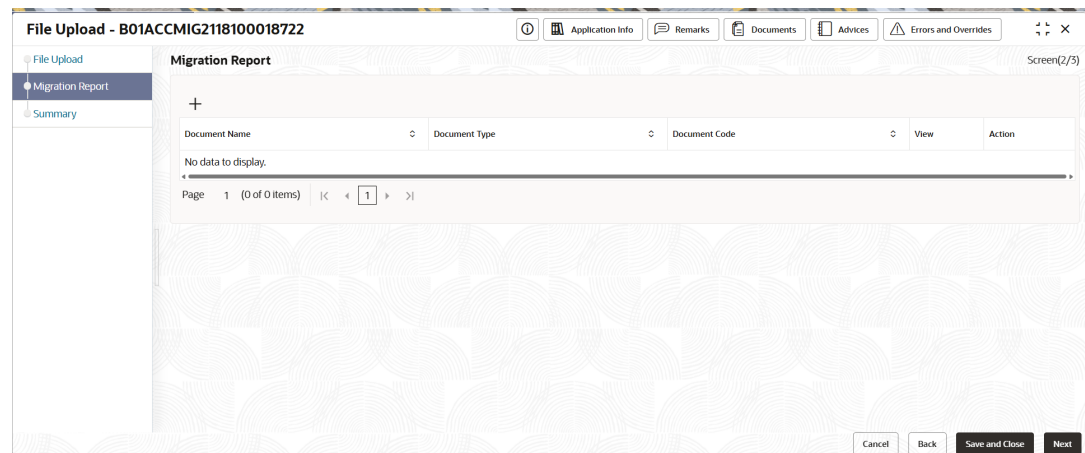 File Upload - B01ACCMIG2118100018722
Application Info
Remarks
Documents
Advices
Errors and Overrides
File Upload
Migration Report
Summary
Migration Report
Screen(2/3)
Document Name
Document Type
Document Code
View
Action
No data to display.
Page 1 (0 of 0 items) 1
Cancel
Back
Save and Close
Next